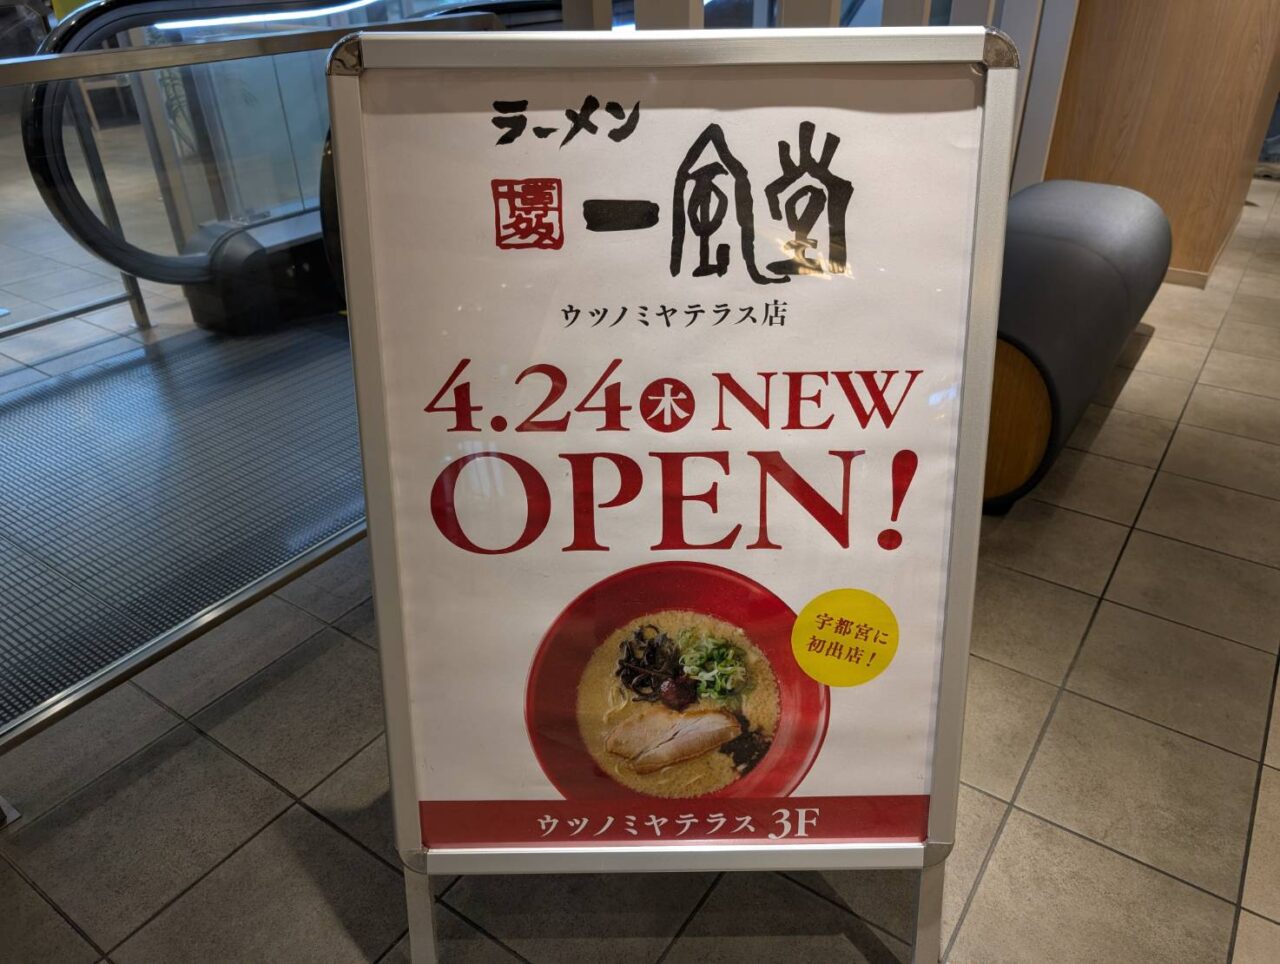 ラーメン
博多 一風堂
ウツノミヤテラス店
4.24木 NEW
OPEN!
宇都宮に
初出店!
ウツノミヤテラス 3F